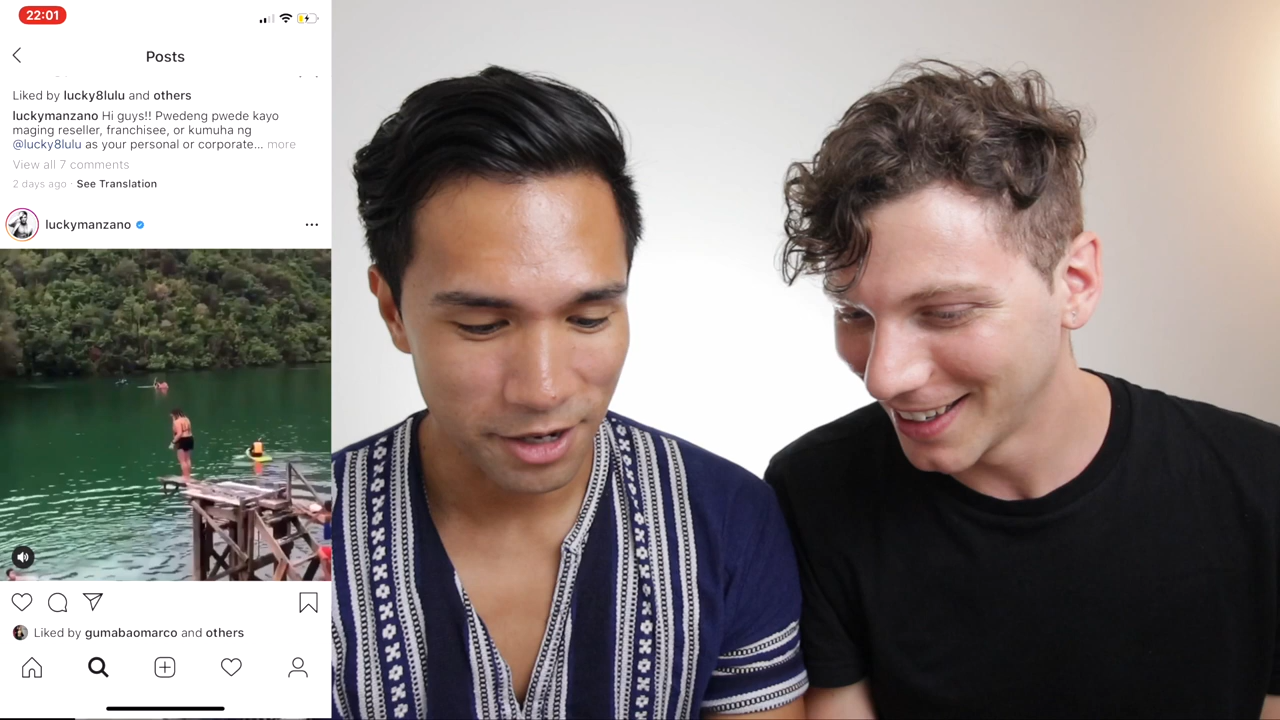 22:01
Posts
Liked by lucky8lulu and others
luckymanzano Hi guys!! Pwedeng pwede kayo
maging reseller, franchisee, or kumuha ng
@lucky8lulu as your personal or corporate... more
View all 7 comments
2 days ago · See Translation
luckymanzano
Liked by gumabaomarco and others